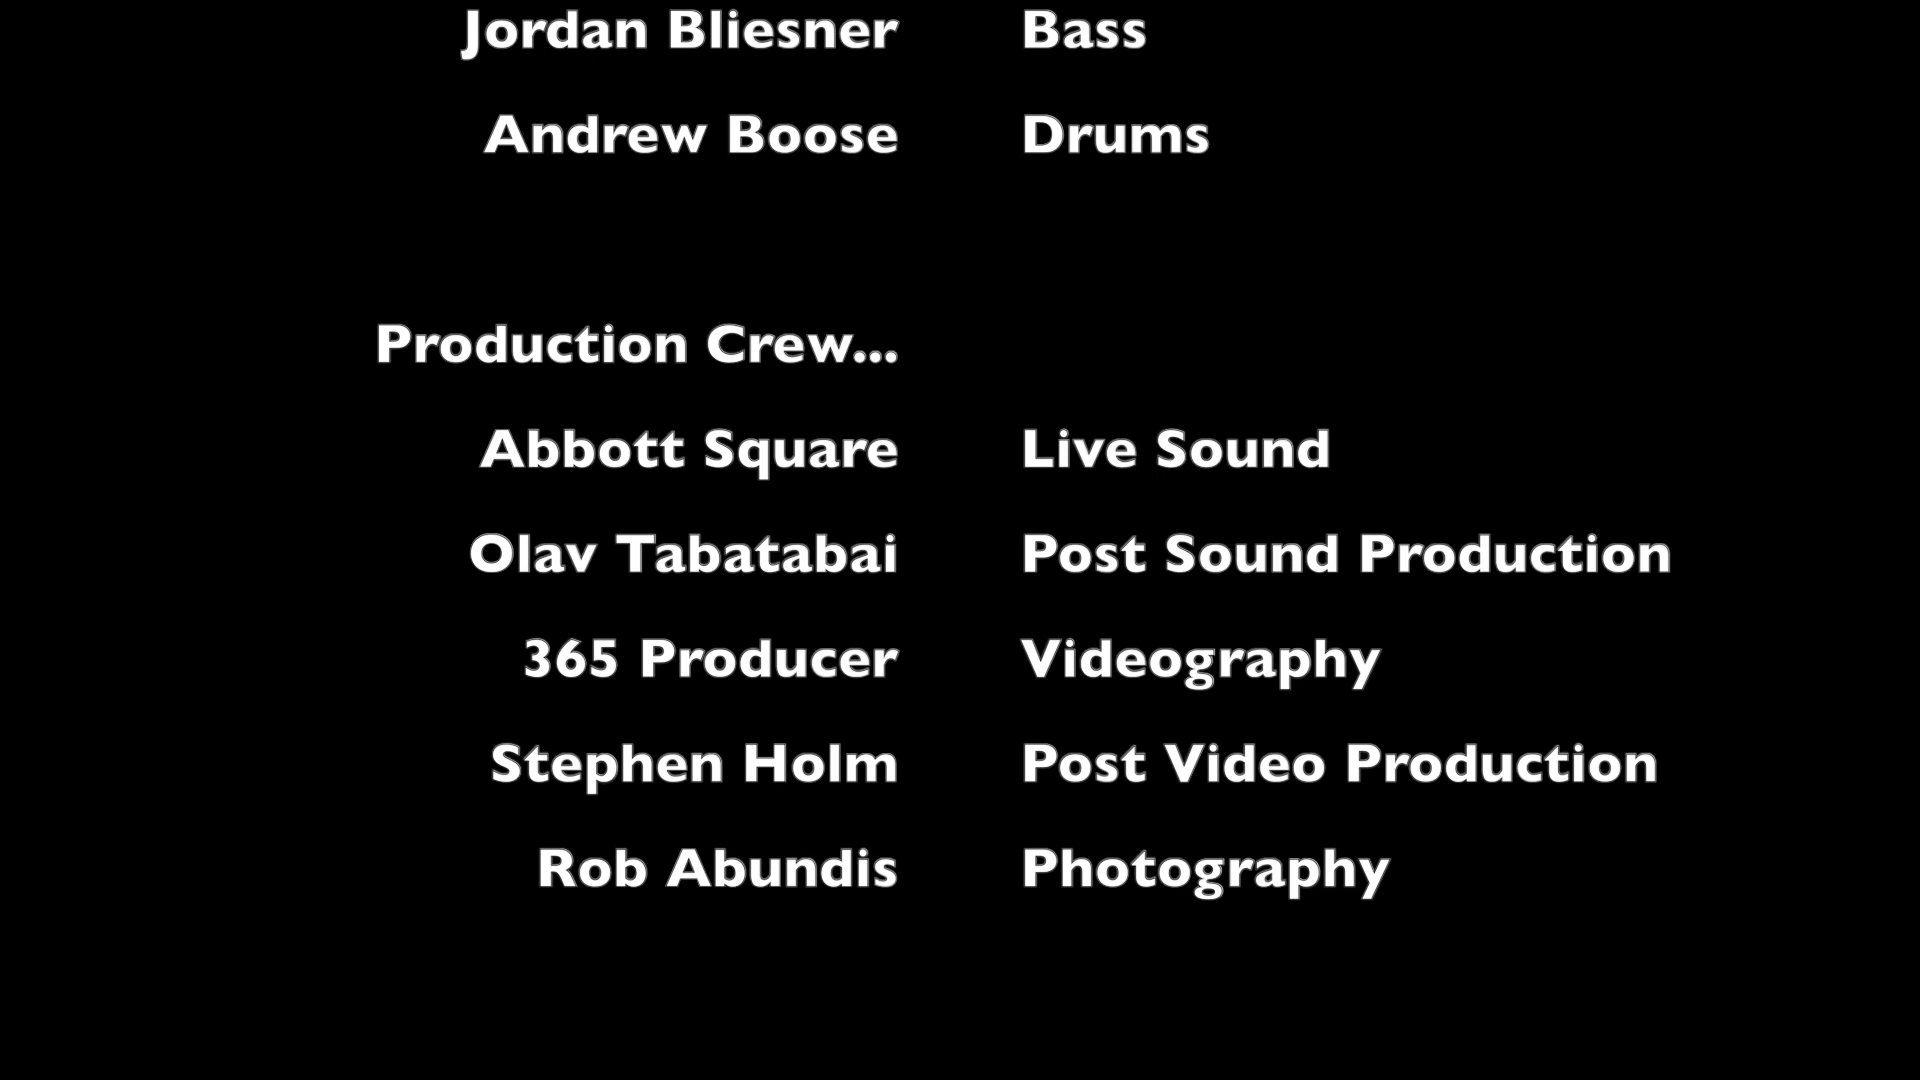 Jordan Bliesner Bass
Andrew Boose Drums
Production Crew...
Abbott Square Live Sound
Olav Tabatabai Post Sound Production
365 Producer Videography
Stephen Holm Post Video Production
Rob Abundis Photography